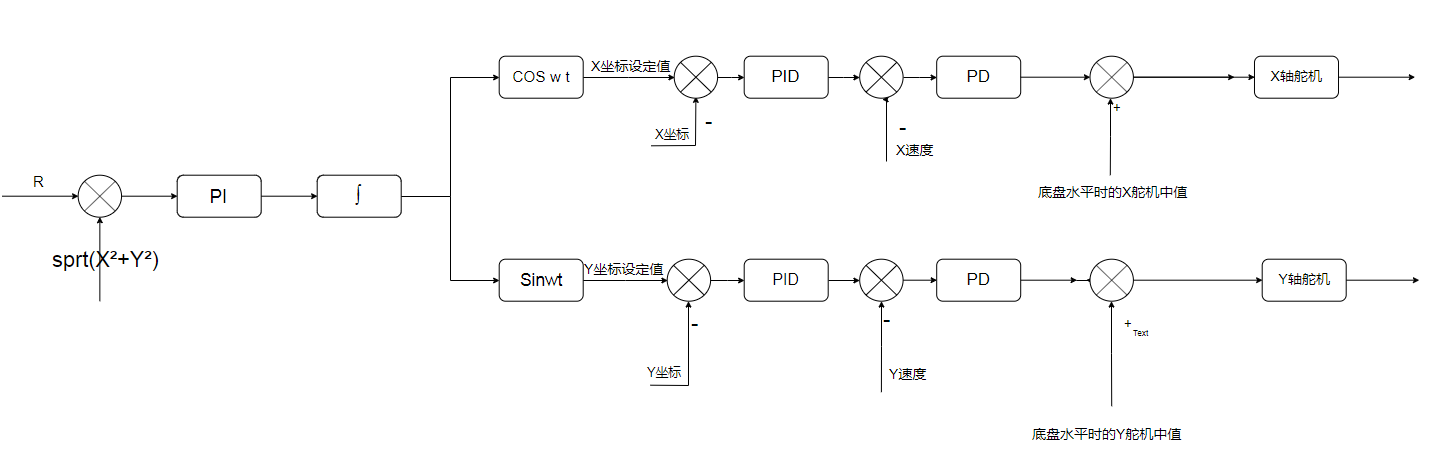 COS w t
X坐标设定值
PID
PD
X轴舵机
X坐标
-
-
X速度
+
底盘水平时的X舵机中值
R
PI
∫
sprt(X²+Y²)
Sinwt
Y坐标设定值
PID
PD
Y轴舵机
-
-
+
Text
Y坐标
Y速度
底盘水平时的Y舵机中值